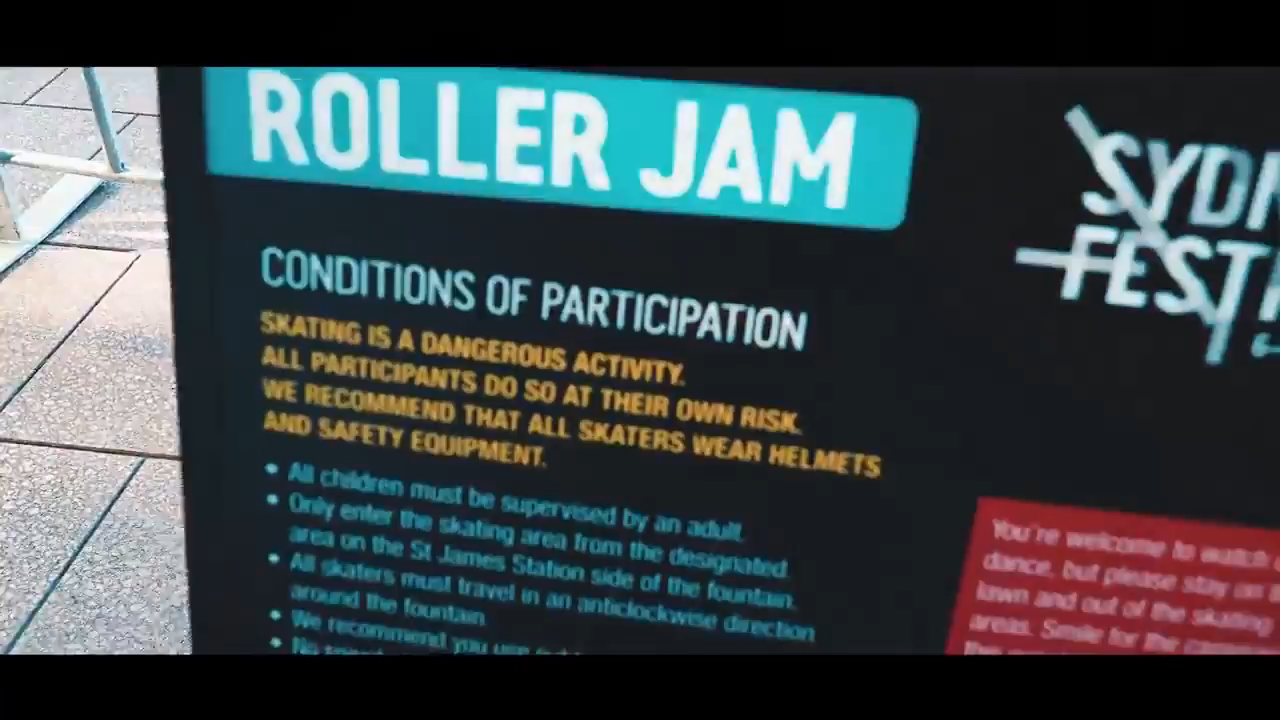 ROLLER JAM
SYDN
FEST
CONDITIONS OF PARTICIPATION
SKATING IS A DANGEROUS ACTIVITY.
ALL PARTICIPANTS DO SO AT THEIR OWN RISK.
WE RECOMMEND THAT ALL SKATERS WEAR HELMETS
AND SAFETY EQUIPMENT.
• All children must be supervised by an adult.
• Only enter the skating area from the designated
area on the St James Station side of the fountain.
• All skaters must travel in an anticlockwise direction
around the fountain.
• We recommend you use
• No
You're welcome to watch
dance, but please stay on
lawn and out of the skating
areas. Smile for the